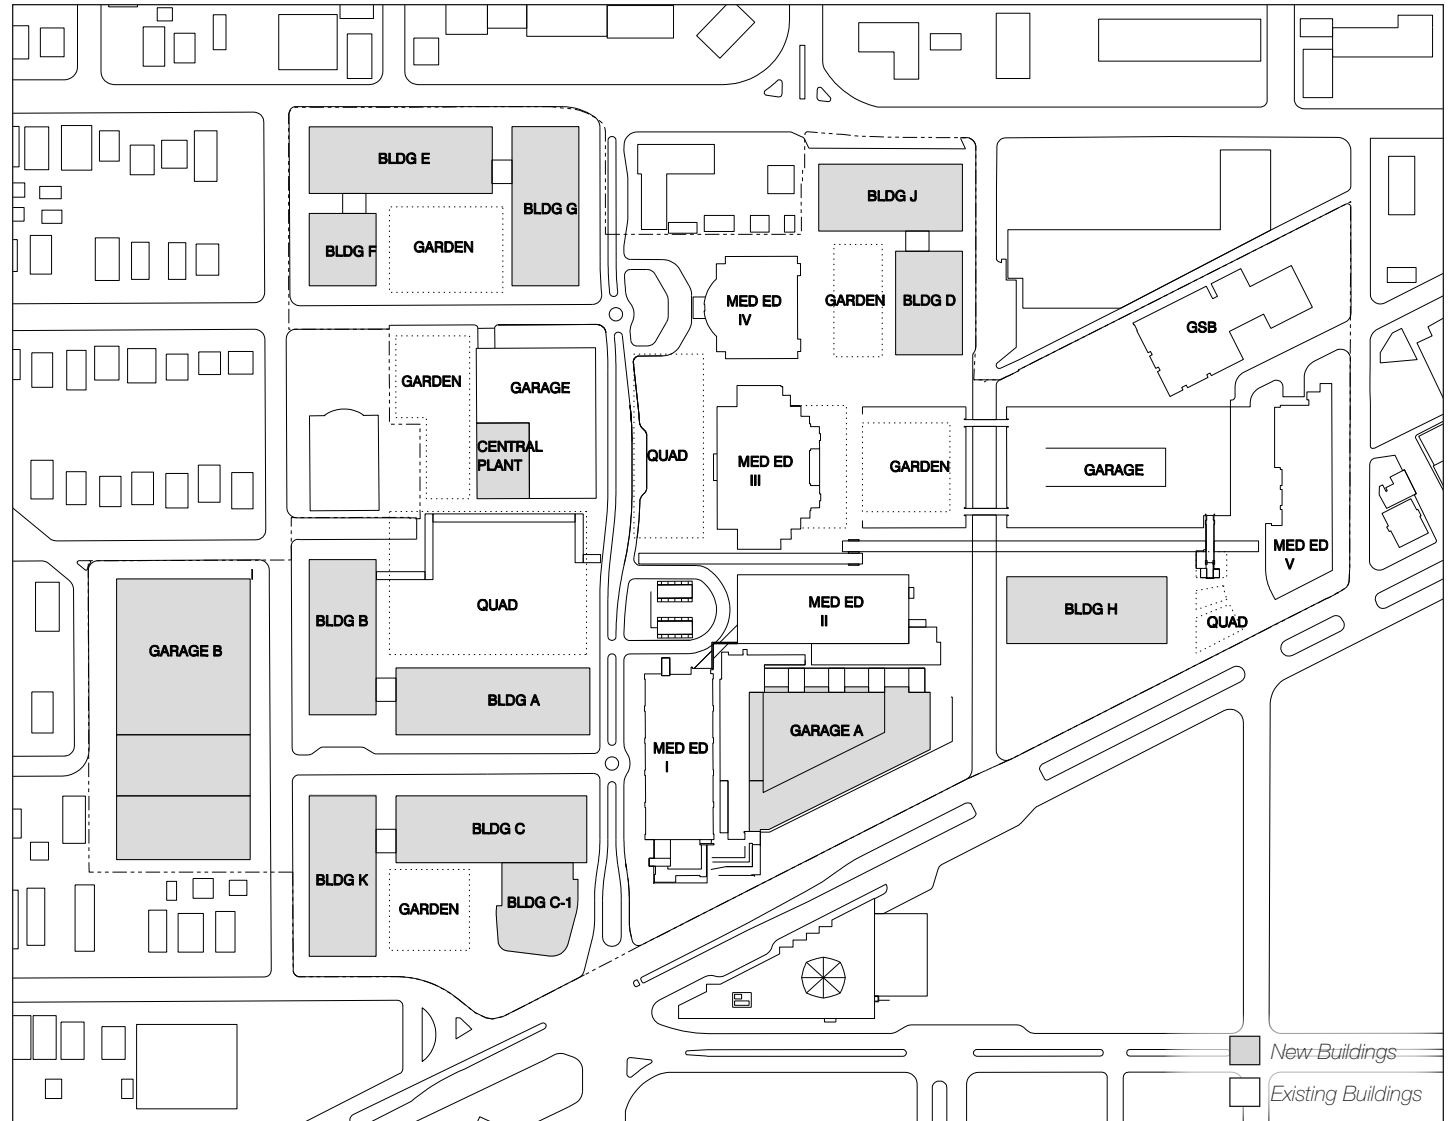 BLDG E
BLDG G
BLDG F
GARDEN
BLDG J
GARDEN
BLDG D
MED ED
IV
GSB
GARDEN
GARAGE
CENTRAL
PLANT
QUAD
MED ED
III
GARDEN
GARAGE
MED ED
V
BLDG B
QUAD
MED ED
II
BLDG H
QUAD
GARAGE B
BLDG A
MED ED
I
GARAGE A
BLDG C
BLDG K
GARDEN
BLDG C-1
New Buildings
Existing Buildings